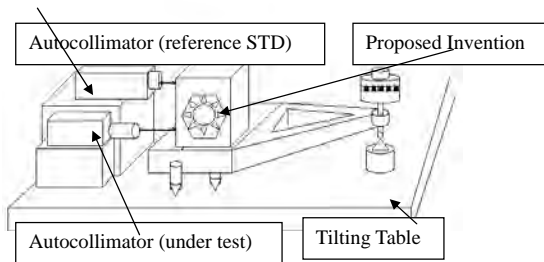 Autocollimator (reference STD)
Proposed Invention
Autocollimator (under test)
Tilting Table